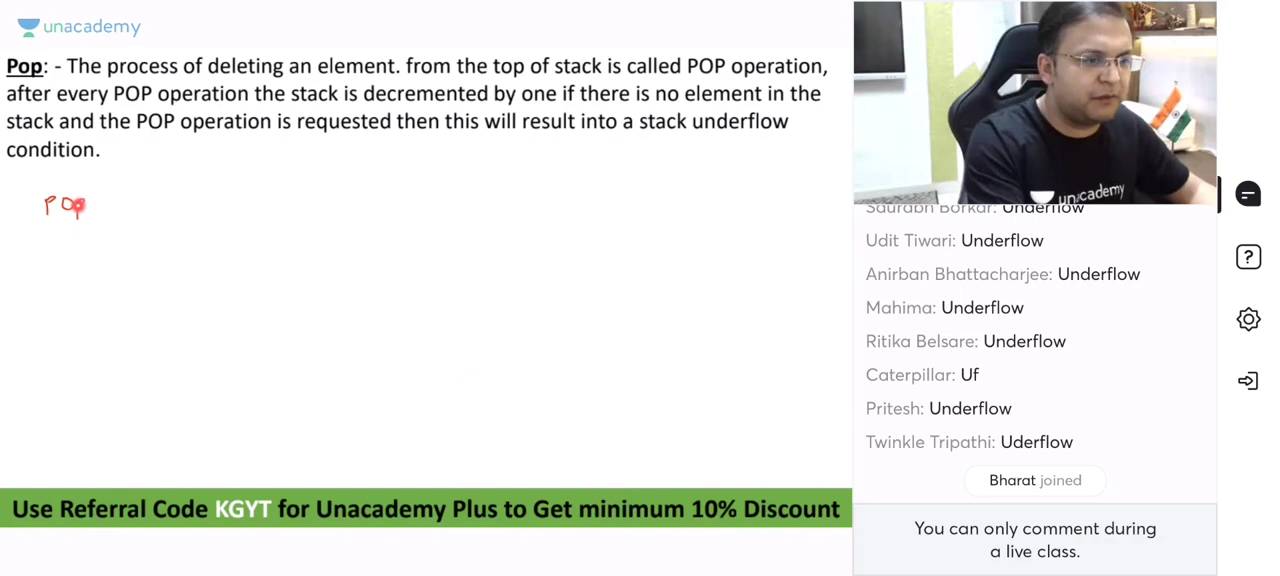 unacademy
Pop: - The process of deleting an element. from the top of stack is called POP operation,
after every POP operation the stack is decremented by one if there is no element in the
stack and the POP operation is requested then this will result into a stack underflow
condition.
POP
Use Referral Code KGYT for Unacademy Plus to Get minimum 10% Discount
unacademy
Saurabh Borkar: Underflow
Udit Tiwari: Underflow
Anirban Bhattacharjee: Underflow
Mahima: Underflow
Ritika Belsare: Underflow
Caterpillar: Uf
Pritesh: Underflow
Twinkle Tripathi: Uderflow
Bharat joined
You can only comment during
a live class.
?